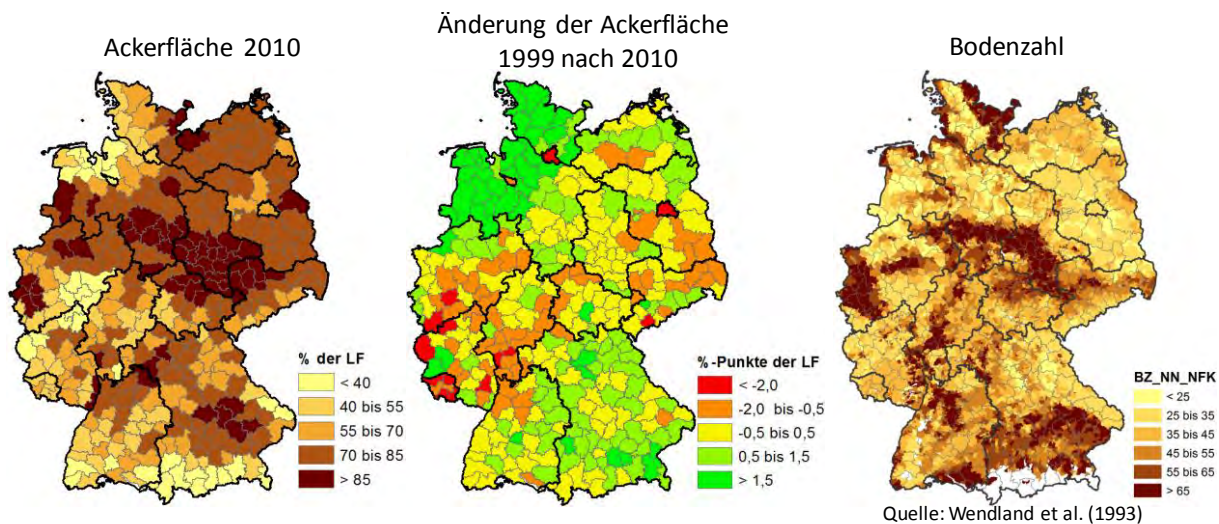 Ackerfläche 2010
Änderung der Ackerfläche
1999 nach 2010
Bodenzahl
% der LF
< 40
40 bis 55
55 bis 70
70 bis 85
> 85
%-Punkte der LF
< -2,0
-2,0 bis -0,5
-0,5 bis 0,5
0,5 bis 1,5
> 1,5
BZ_NN_NFK
< 25
25 bis 35
35 bis 45
45 bis 55
55 bis 65
> 65
Quelle: Wendland et al. (1993)